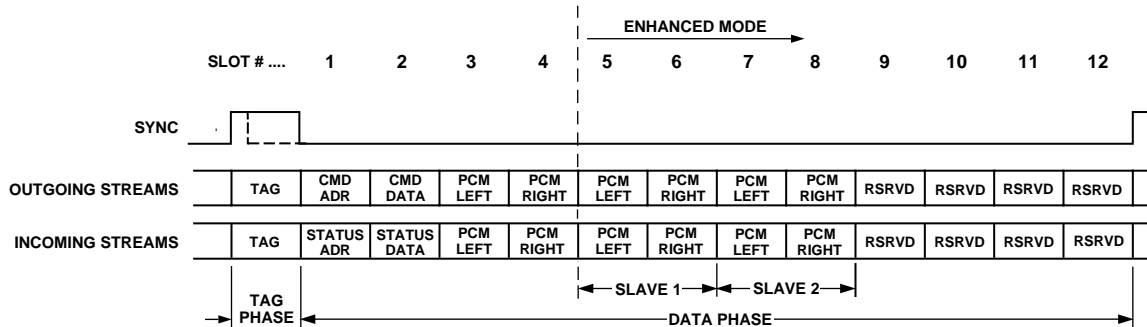 ENHANCED MODE
SLOT # .... 1 2 3 4 5 6 7 8 9 10 11 12
SYNC
OUTGOING STREAMS TAG CMD ADR CMD DATA PCM LEFT PCM RIGHT PCM LEFT PCM RIGHT PCM LEFT PCM RIGHT RSRVD RSRVD RSRVD RSRVD
INCOMING STREAMS TAG STATUS ADR STATUS DATA PCM LEFT PCM RIGHT PCM LEFT PCM RIGHT PCM LEFT PCM RIGHT RSRVD RSRVD RSRVD RSRVD
SLAVE 1 SLAVE 2
TAG PHASE DATA PHASE